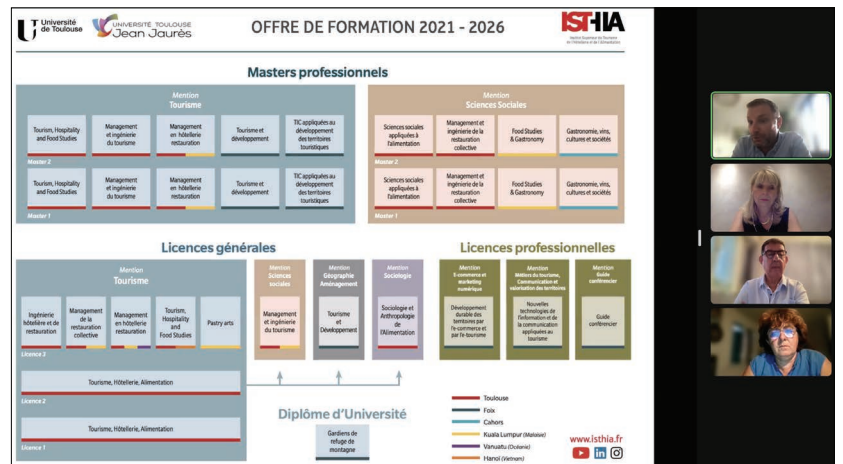 Université
de Toulouse
UNIVERSITÉ TOULOUSE
Jean Jaurès
OFFRE DE FORMATION 2021 - 2026
ISTHIA
Institut Supérieur du Tourisme
de l'Hôtellerie et de l'Alimentation
Masters professionnels
Mention
Tourisme
Tourism, Hospitality
and Food Studies
Management
et ingénierie
du tourisme
Management
en hôtellerie
restauration
Tourisme et
développement
TIC appliquées au
développement
des territoires
touristiques
Master 2
Tourism, Hospitality
and Food Studies
Management
et ingénierie
du tourisme
Management
en hôtellerie
restauration
Tourisme et
développement
TIC appliquées au
développement
des territoires
touristiques
Master 1
Mention
Sciences Sociales
Sciences sociales
appliquées à
l'alimentation
Management et
ingénierie de la
restauration
collective
Food Studies
& Gastronomy
Gastronomie, vins,
cultures et sociétés
Master 2
Sciences sociales
appliquées à
l'alimentation
Management et
ingénierie de la
restauration
collective
Food Studies
& Gastronomy
Gastronomie, vins,
cultures et sociétés
Master 1
Licences générales
Mention
Tourisme
Ingénierie
hôtelière et de
restauration
Management
de la
restauration
collective
Management
en hôtellerie
restauration
Tourism,
Hospitality
and
Food Studies
Pastry arts
Licence 3
Tourisme, Hôtellerie, Alimentation
Licence 2
Tourisme, Hôtellerie, Alimentation
Licence 1
Mention
Sciences
sociales
Management
et ingénierie
du tourisme
Mention
Géographie
Aménagement
Tourisme
et
Développement
Mention
Sociologie
Sociologie et
Anthropologie
de
l'Alimentation
Licences professionnelles
Mention
E-commerce et
marketing
numérique
Développement
durable des
territoires par
l'e-commerce et
par l'e-tourisme
Mention
Métiers du tourisme,
Communication et
valorisation des territoires
Nouvelles
technologies de
l'information et de
la communication
appliquées au
tourisme
Mention
Guide
conférencier
Guide
conférencier
Diplôme d'Université
Gardiens de
refuge de
montagne
Toulouse
Foix
Cahors
Kuala Lumpur (Malaisie)
Vanuatu (Océanie)
Hanoï (Vietnam)
www.isthia.fr